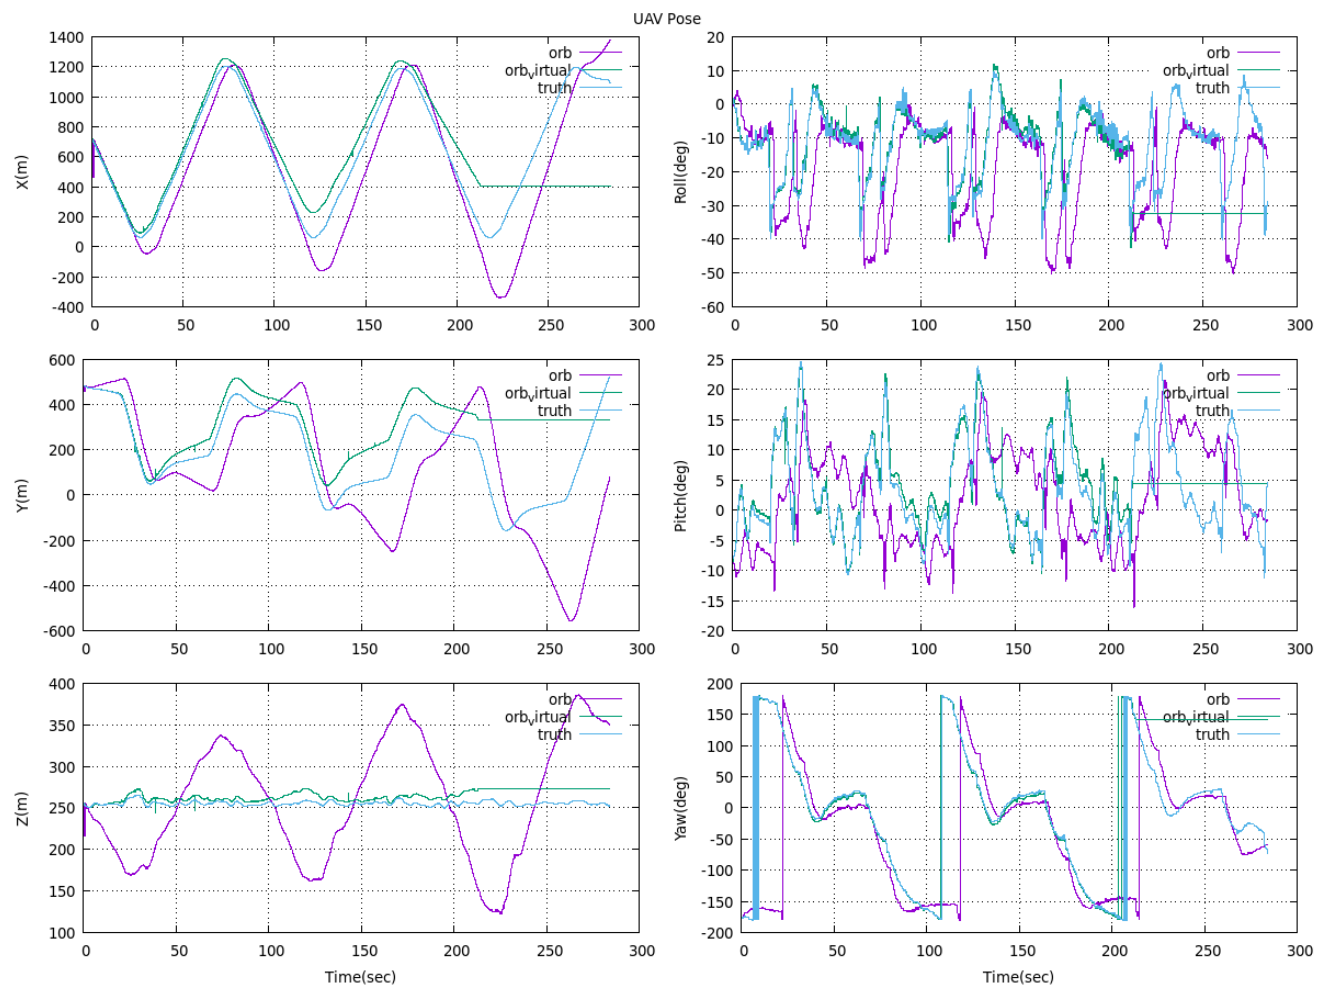 UAV Pose
X(m)
1400
1200
1000
800
600
400
200
0
-200
-400
0 50 100 150 200 250 300
orb
orbvirtual
truth
Roll(deg)
20
10
0
-10
-20
-30
-40
-50
-60
0 50 100 150 200 250 300
orb
orbvirtual
truth
Y(m)
600
400
200
0
-200
-400
-600
0 50 100 150 200 250 300
orb
orbvirtual
truth
Pitch(deg)
25
20
15
10
5
0
-5
-10
-15
-20
0 50 100 150 200 250 300
orb
orbvirtual
truth
Z(m)
400
350
300
250
200
150
100
0 50 100 150 200 250 300
Time(sec)
orb
orbvirtual
truth
Yaw(deg)
200
150
100
50
0
-50
-100
-150
-200
0 50 100 150 200 250 300
Time(sec)
orb
orbvirtual
truth